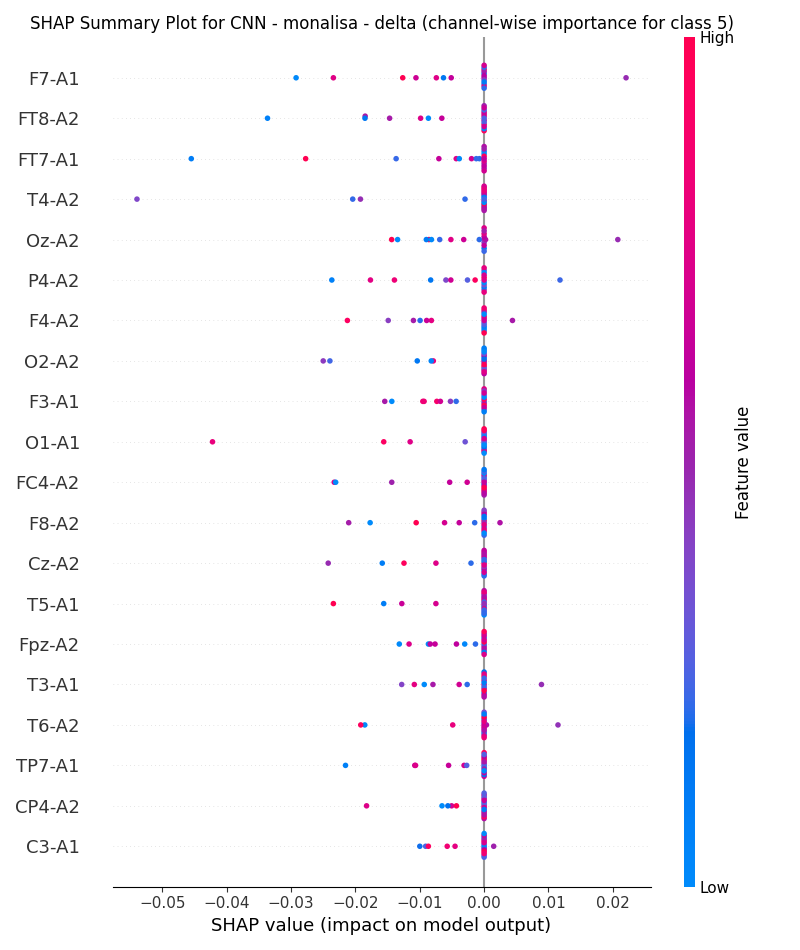 SHAP Summary Plot for CNN - monalisa - delta (channel-wise importance for class 5)
High
F7-A1
FT8-A2
FT7-A1
T4-A2
Oz-A2
P4-A2
F4-A2
O2-A2
F3-A1
O1-A1
FC4-A2
F8-A2
Cz-A2
T5-A1
Fpz-A2
T3-A1
T6-A2
TP7-A1
CP4-A2
C3-A1
Feature value
Low
−0.05 −0.04 −0.03 −0.02 −0.01 0.00 0.01 0.02
SHAP value (impact on model output)